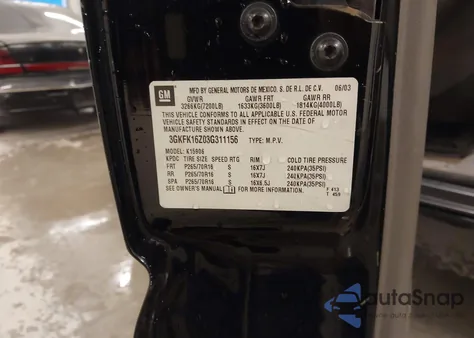 GM
MFD BY GENERAL MOTORS DE MEXICO. S. DE R.L. DE C.V. 06/03
GVWR GAWR FRT GAWR RR
3266KG(7200LB) 1633KG(3600LB) 1814KG(4000LB)
THIS VEHICLE CONFORMS TO ALL APPLICABLE U.S. FEDERAL MOTOR
VEHICLE SAFETY STANDARDS IN EFFECT ON THE DATE OF
MANUFACTURE SHOWN ABOVE.
3GKFK16Z03G311156 TYPE: M.P.V.
MODEL: K15906
KPDC TIRE SIZE SPEED RTG RIM COLD TIRE PRESSURE
FRT P265/70R16 S 16X7J 240KPA(35PSI)
RR P265/70R16 S 16X7J 240KPA(35PSI)
SPA P265/70R16 S 16X6.5J 240KPA(35PSI)
SEE OWNER'S MANUAL FOR MORE INFORMATION.
F 413
T 459
autoSnap